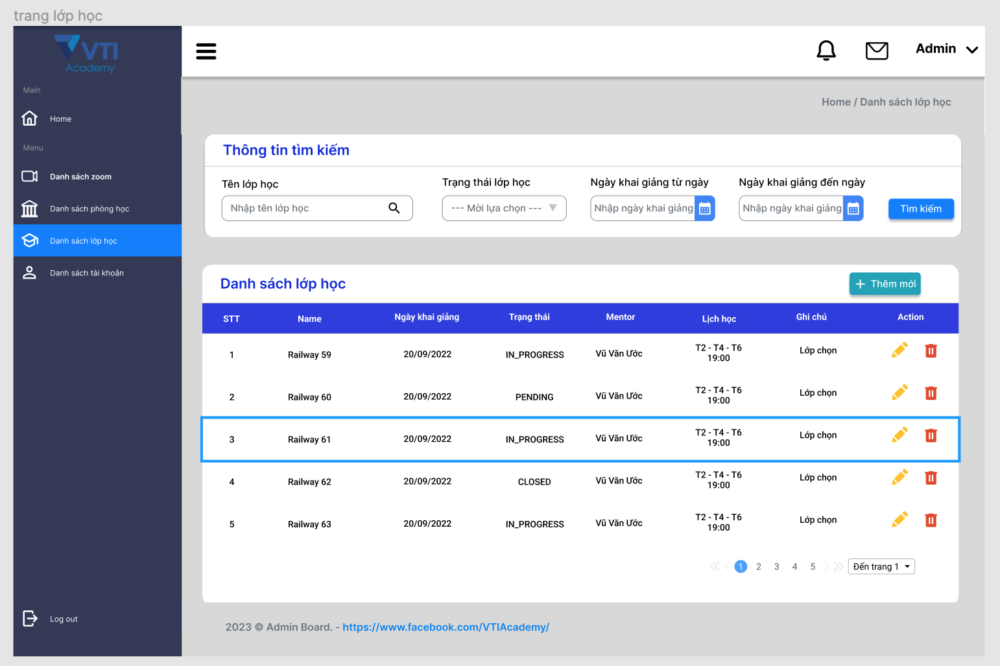 trang lớp học
VTI
Academy
Admin
Main
Home / Danh sách lớp học
Home
Menu
Danh sách zoom
Danh sách phòng học
Danh sách lớp học
Danh sách tài khoản
Log out
Thông tin tìm kiếm
Tên lớp học
Trạng thái lớp học
Ngày khai giảng từ ngày
Ngày khai giảng đến ngày
Nhập tên lớp học
--- Mời lựa chọn ---
Nhập ngày khai giảng
Nhập ngày khai giảng
Tìm kiếm
Danh sách lớp học
Thêm mới
STT Name Ngày khai giảng Trạng thái Mentor Lịch học Ghi chú Action
1 Railway 59 20/09/2022 IN_PROGRESS Vũ Văn Ước T2 - T4 - T6 Lớp chọn
19:00
2 Railway 60 20/09/2022 PENDING Vũ Văn Ước T2 - T4 - T6 Lớp chọn
19:00
3 Railway 61 20/09/2022 IN_PROGRESS Vũ Văn Ước T2 - T4 - T6 Lớp chọn
19:00
4 Railway 62 20/09/2022 CLOSED Vũ Văn Ước T2 - T4 - T6 Lớp chọn
19:00
5 Railway 63 20/09/2022 IN_PROGRESS Vũ Văn Ước T2 - T4 - T6 Lớp chọn
19:00
1 2 3 4 5 Đến trang 1
2023 © Admin Board. - https://www.facebook.com/VTIAcademy/